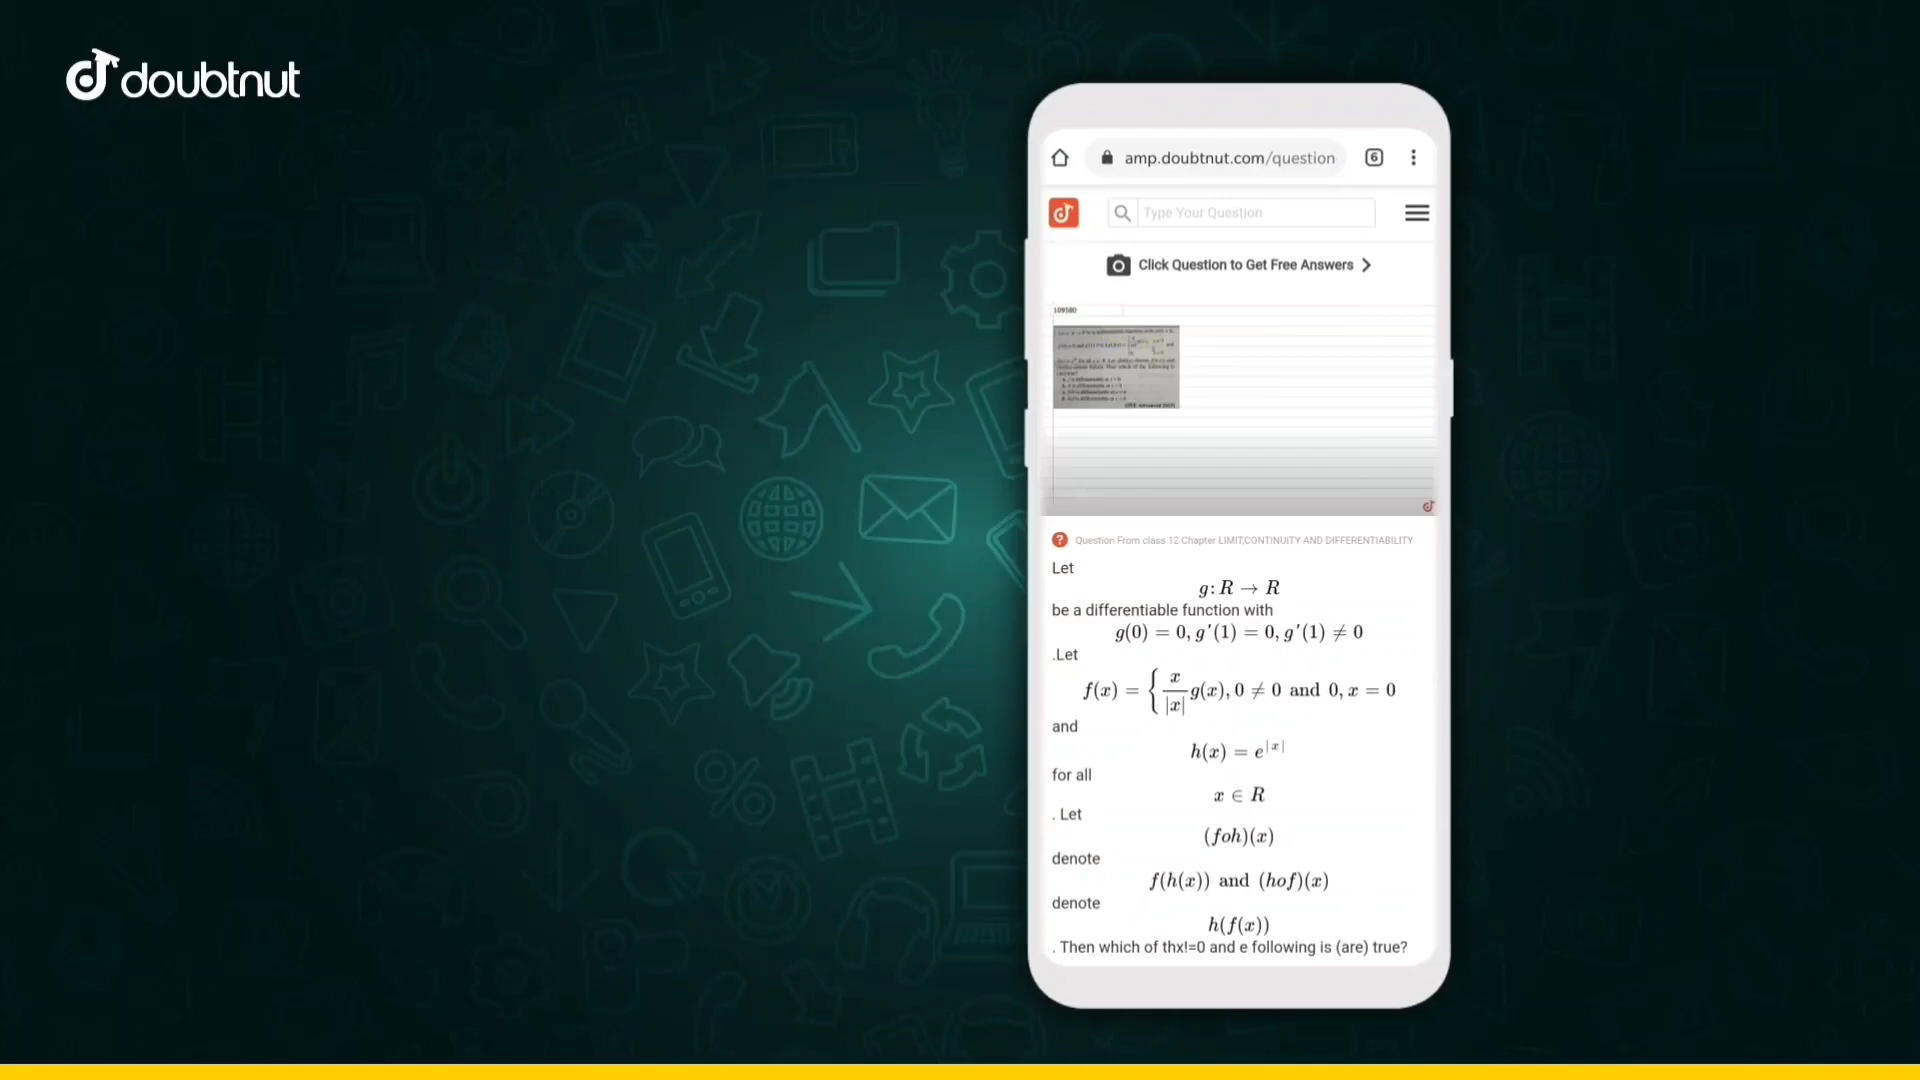 doubtnut
amp.doubtnut.com/question
6
Type Your Question
Click Question to Get Free Answers
109580
Question From class 12 Chapter LIMIT,CONTINUITY AND DIFFERENTIABILITY
Let
g: R → R
be a differentiable function with
g(0) = 0, g′(1) = 0, g′(1) ≠ 0
.Let
f(x) = { x/|x| g(x), 0 ≠ 0 and 0, x = 0
and
h(x) = e^|x|
for all
x ∈ R
. Let
(foh)(x)
denote
f(h(x)) and (hof)(x)
denote
h(f(x))
. Then which of thx!=0 and e following is (are) true?